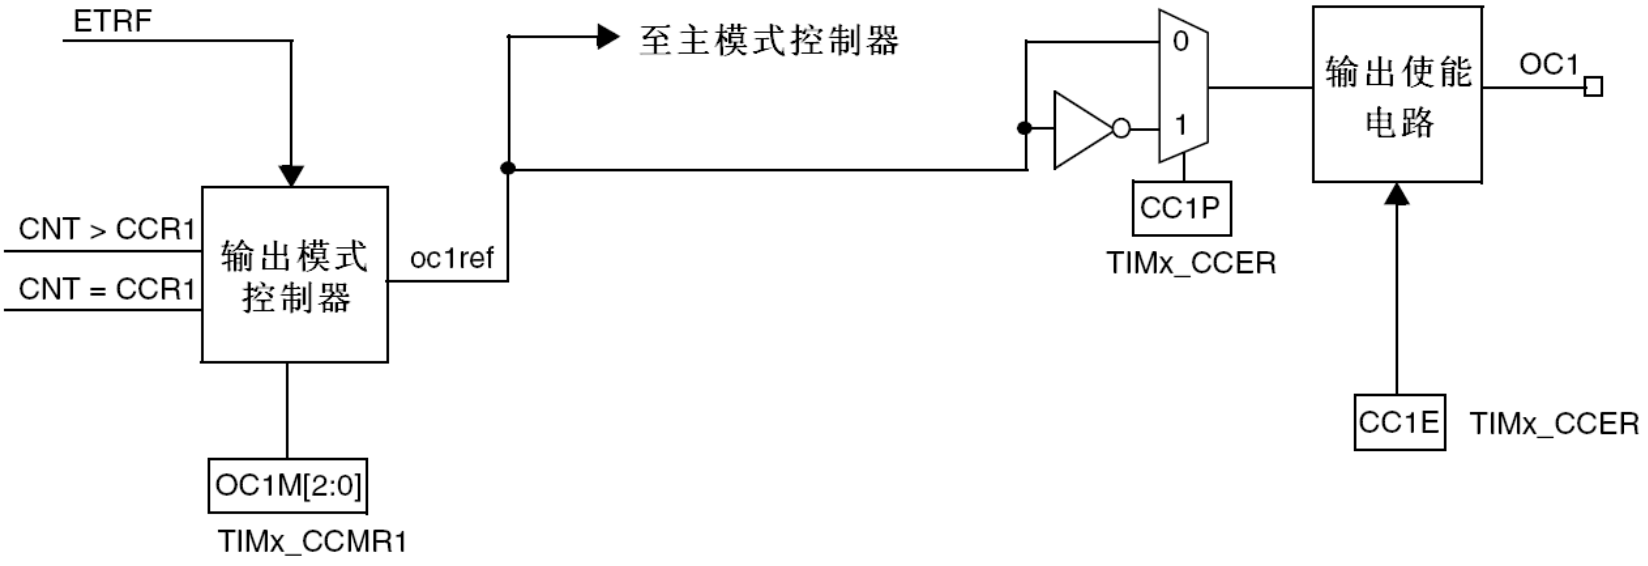 ETRF
至主模式控制器
0
1
输出使能
电路
OC1
CC1P
TIMx_CCER
CNT > CCR1
CNT = CCR1
输出模式
控制器
oc1ref
CC1E
TIMx_CCER
OC1M[2:0]
TIMx_CCMR1